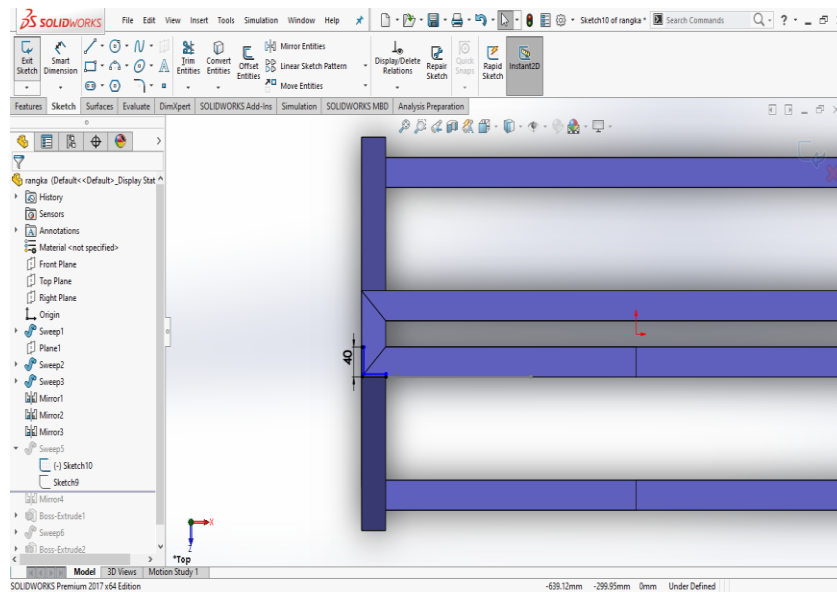 SOLIDWORKS File Edit View Insert Tools Simulation Window Help Sketch10 of rangka * Search Commands ?
Exit Sketch
Smart Dimension
Trim Entities
Convert Entities
Offset Entities
Mirror Entities
Linear Sketch Pattern
Move Entities
Display/Delete Relations
Repair Sketch
Quick Snaps
Rapid Sketch
Instant2D
Features Sketch Surfaces Evaluate DimXpert SOLIDWORKS Add-Ins Simulation SOLIDWORKS MBD Analysis Preparation
rangka (Default<<Default>_Display Stat
History
Sensors
Annotations
Material <not specified>
Front Plane
Top Plane
Right Plane
Origin
Sweep1
Plane1
Sweep2
Sweep3
Mirror1
Mirror2
Mirror3
Sweep5
(-) Sketch10
Sketch9
Mirror4
Boss-Extrude1
Sweep6
Boss-Extrude2
40
X
Z
*Top
Model 3D Views Motion Study 1
SOLIDWORKS Premium 2017 x64 Edition -639.12mm -299.95mm 0mm Under Defined